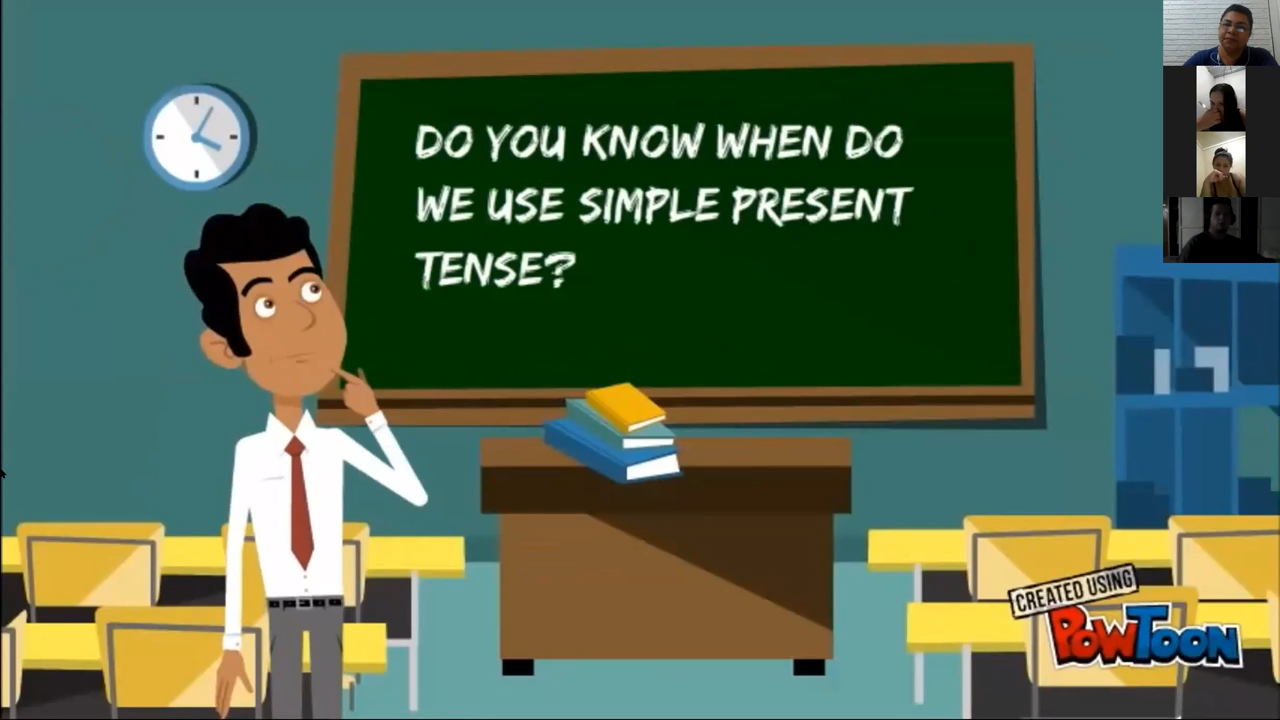 DO YOU KNOW WHEN DO
WE USE SIMPLE PRESENT
TENSE?
CREATED USING
POWTOON